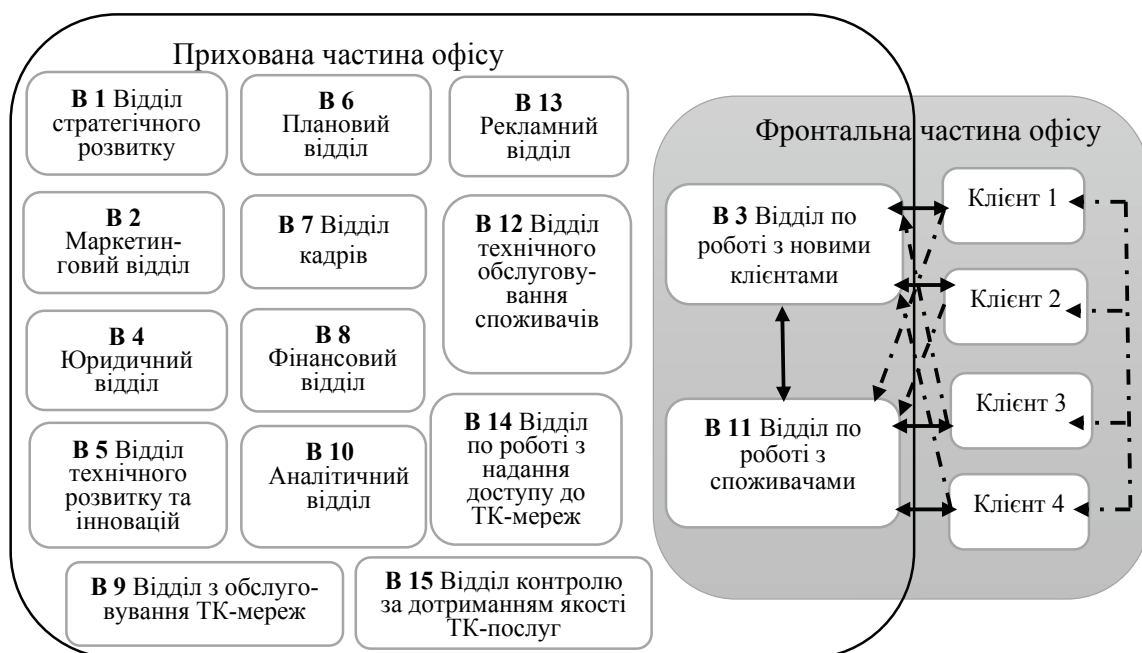 Прихована частина офісу
В 1 Відділ
стратегічного
розвитку
В 6
Плановий
відділ
В 13
Рекламний
відділ
В 2
Маркетин-
говий відділ
В 7 Відділ
кадрів
В 12 Відділ
технічного
обслугову-
вання
споживачів
В 4
Юридичний
відділ
В 8
Фінансовий
відділ
В 5 Відділ
технічного
розвитку та
інновацій
В 10
Аналітичний
відділ
В 14 Відділ
по роботі з
надання
доступу до
ТК-мереж
В 9 Відділ з обслуго-
вування ТК-мереж
В 15 Відділ контролю
за дотриманням якості
ТК-послуг
Фронтальна частина офісу
В 3 Відділ по
роботі з новими
клієнтами
В 11 Відділ по
роботі з
споживачами
Клієнт 1
Клієнт 2
Клієнт 3
Клієнт 4